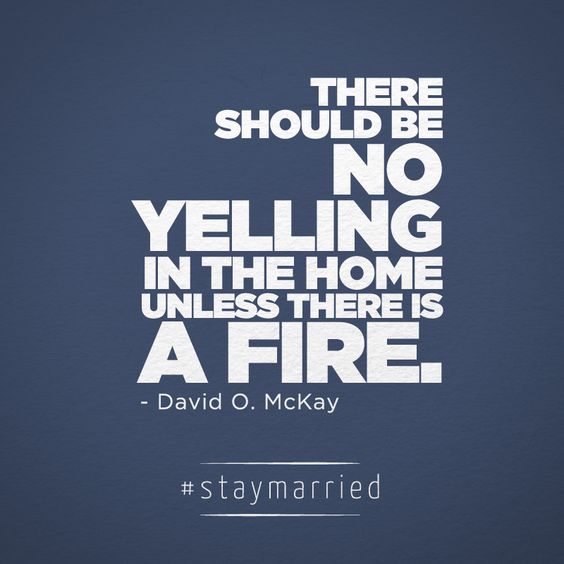 THERE
SHOULD BE
NO
YELLING
IN THE HOME
UNLESS THERE IS
A FIRE.
- David O. McKay
#staymarried